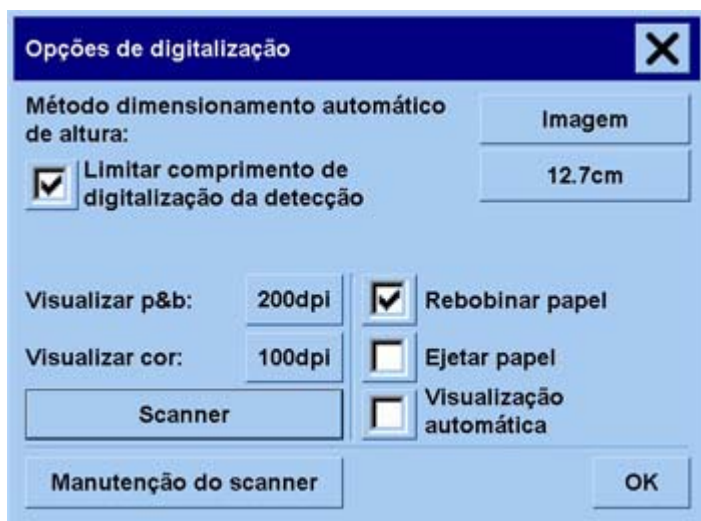 Opções de digitalização
Método dimensionamento automático
de altura:
Imagem
Limitar comprimento de
digitalização da detecção
12.7cm
Visualizar p&b:
200dpi
Rebobinar papel
Visualizar cor:
100dpi
Ejetar papel
Scanner
Visualização
automática
Manutenção do scanner
OK